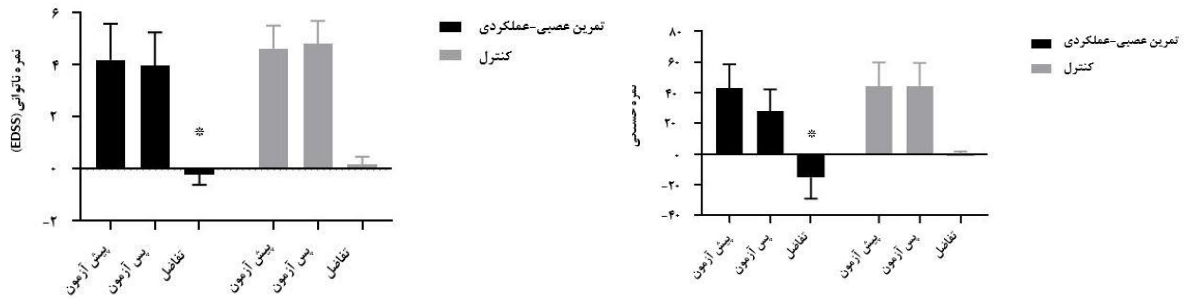 نمره ناتوانی (EDSS)
۶
۴
۲
۰
-۲
پیش آزمون
پس آزمون
تفاضل
پیش آزمون
پس آزمون
تفاضل
*
تمرین عصبی-عملکردی
کنترل
نمره خستگی
۸۰
۶۰
۴۰
۲۰
۰
-۲۰
-۴۰
پیش آزمون
پس آزمون
تفاضل
پیش آزمون
پس آزمون
تفاضل
*
تمرین عصبی-عملکردی
کنترل